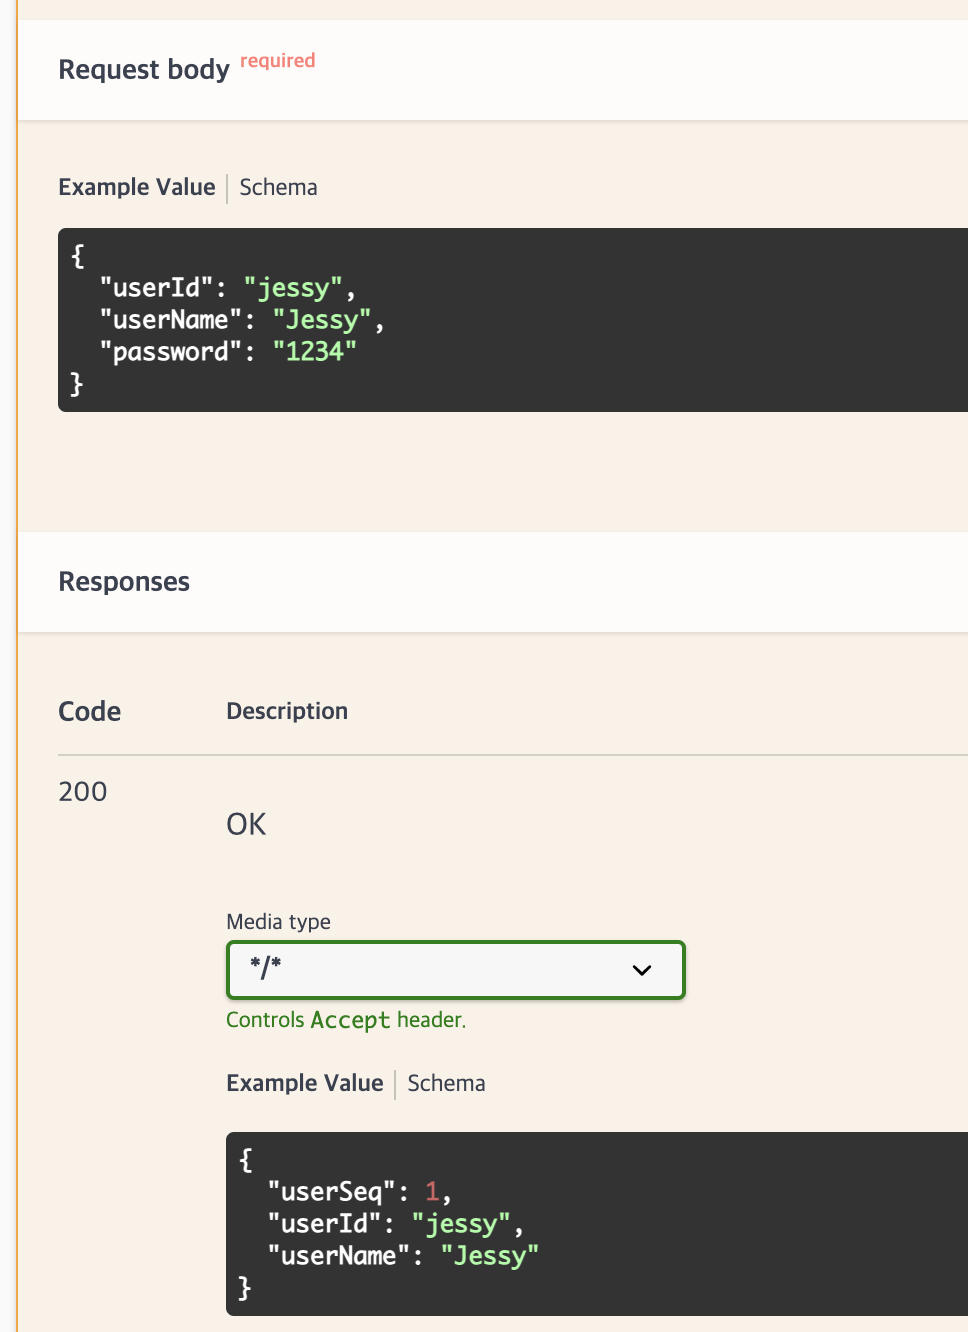 Request body required
Example Value Schema
{
  "userId": "jessy",
  "userName": "Jessy",
  "password": "1234"
}
Responses
Code Description
200
OK
Media type
*/*
Controls Accept header.
Example Value Schema
{
  "userSeq": 1,
  "userId": "jessy",
  "userName": "Jessy"
}